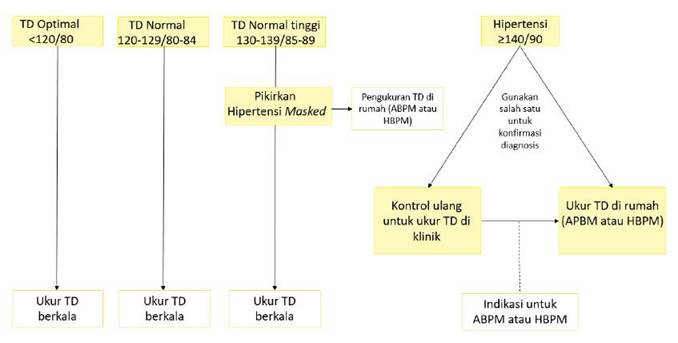 TD Optimal
<120/80
TD Normal
120-129/80-84
TD Normal tinggi
130-139/85-89
Hipertensi
≥140/90
Pikirkan
Hipertensi Masked
Pengukuran TD di
rumah (ABPM atau
HBPM)
Gunakan
salah satu
untuk
konfirmasi
diagnosis
Kontrol ulang
untuk ukur TD di
klinik
Ukur TD di rumah
(APBM atau HBPM)
Ukur TD
berkala
Ukur TD
berkala
Ukur TD
berkala
Indikasi untuk
ABPM atau HBPM